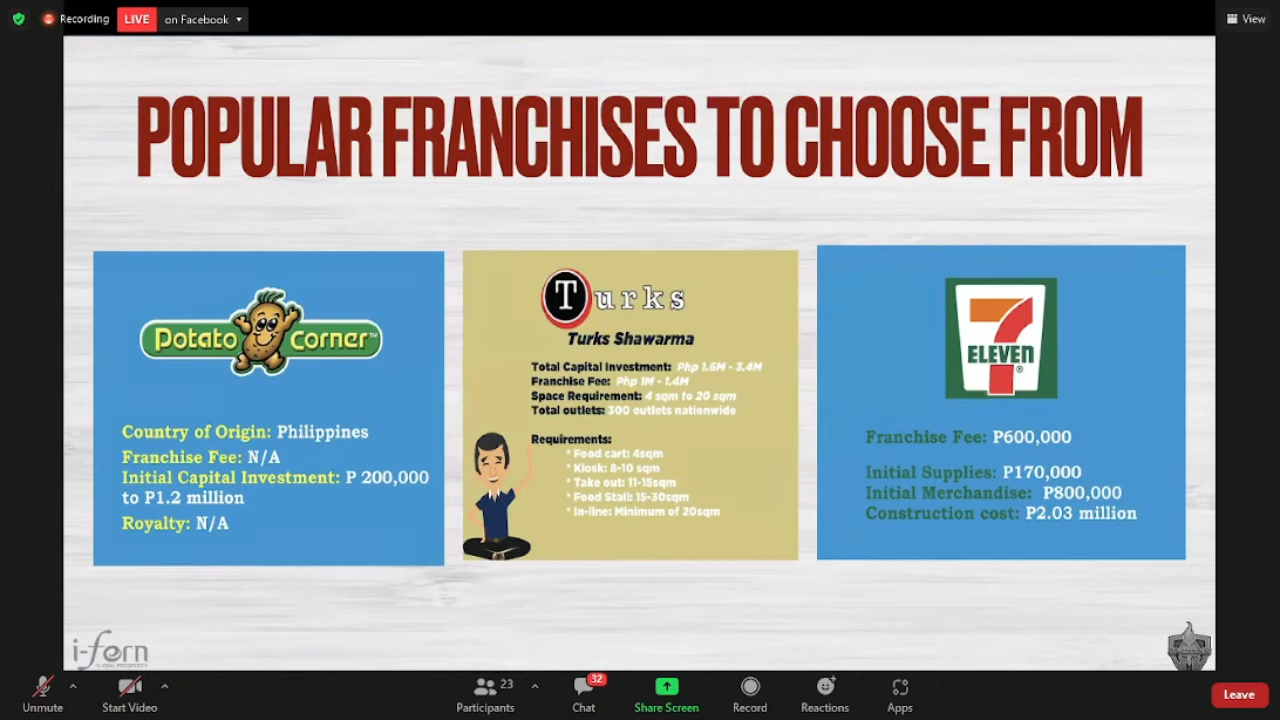 Recording
LIVE
on Facebook
View
POPULAR FRANCHISES TO CHOOSE FROM
Potato Corner™
Country of Origin: Philippines
Franchise Fee: N/A
Initial Capital Investment: P 200,000
to P1.2 million
Royalty: N/A
Turks
Turks Shawarma
Total Capital Investment: Php 1.6M - 3.4M
Franchise Fee: Php 1M - 1.4M
Space Requirement: 4 sqm to 20 sqm
Total outlets: 300 outlets nationwide
Requirements:
* Food cart: 4sqm
* Kiosk: 8-10 sqm
* Take out: 11-15sqm
* Food Stall: 15-30sqm
* In-line: Minimum of 20sqm
7
ELEVEN
®
Franchise Fee: P600,000
Initial Supplies: P170,000
Initial Merchandise: P800,000
Construction cost: P2.03 million
i-fern
Unmute
Start Video
23
Participants
32
Chat
Share Screen
Record
Reactions
Apps
Leave